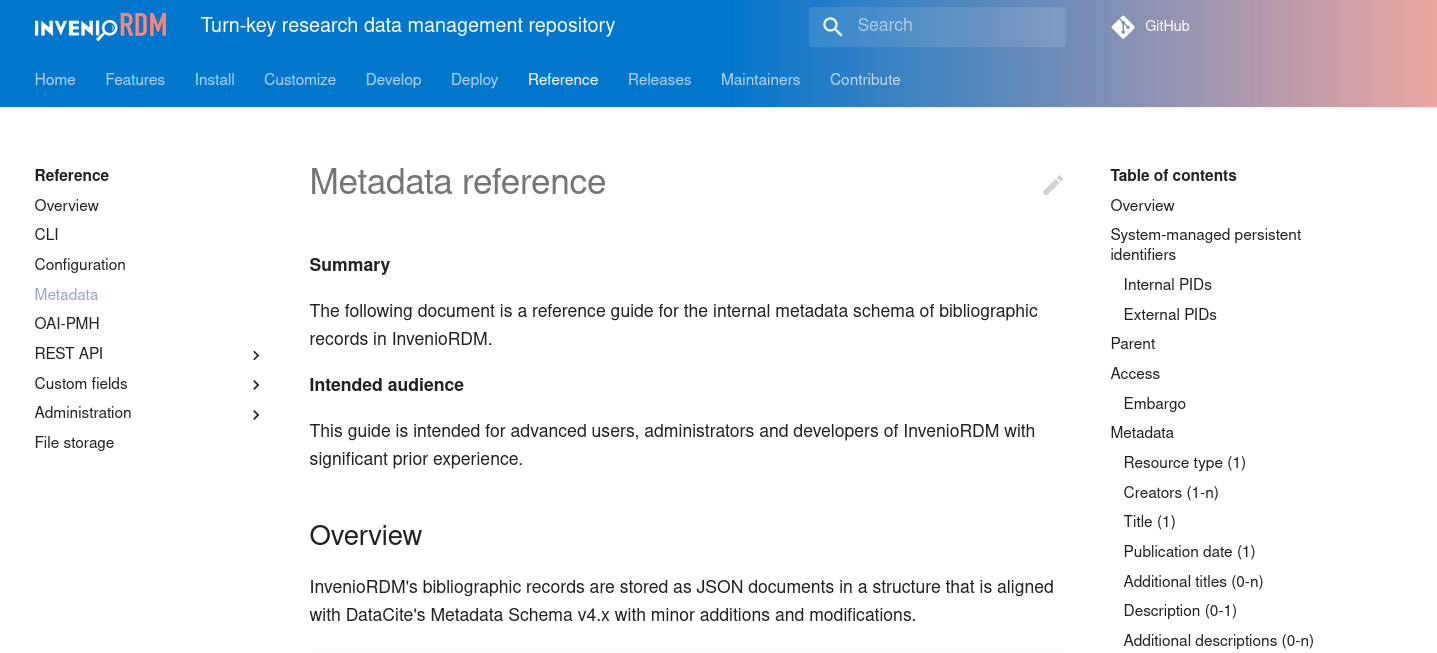 INVENIORDM
Turn-key research data management repository
Search
GitHub
Home
Features
Install
Customize
Develop
Deploy
Reference
Releases
Maintainers
Contribute
Reference
Overview
CLI
Configuration
Metadata
OAI-PMH
REST API
Custom fields
Administration
File storage
Metadata reference
Summary
The following document is a reference guide for the internal metadata schema of bibliographic
records in InvenioRDM.
Intended audience
This guide is intended for advanced users, administrators and developers of InvenioRDM with
significant prior experience.
Overview
InvenioRDM's bibliographic records are stored as JSON documents in a structure that is aligned
with DataCite's Metadata Schema v4.x with minor additions and modifications.
Table of contents
Overview
System-managed persistent
identifiers
Internal PIDs
External PIDs
Parent
Access
Embargo
Metadata
Resource type (1)
Creators (1-n)
Title (1)
Publication date (1)
Additional titles (0-n)
Description (0-1)
Additional descriptions (0-n)